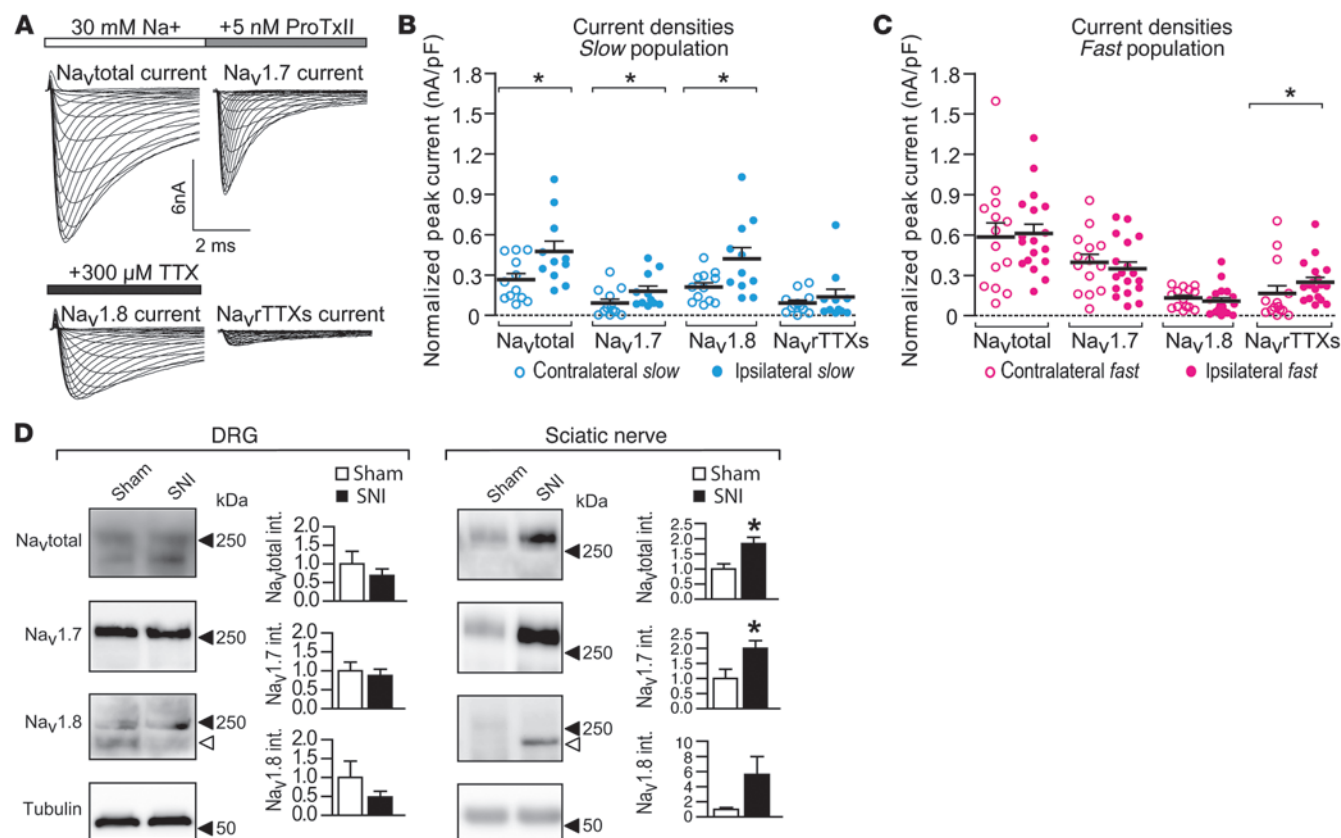 A
30 mM Na+ +5 nM ProTxII
Navtotal current Nav1.7 current
6nA
2 ms
+300 µM TTX
Nav1.8 current NavrTTXs current
B
Current densities
Slow population
Normalized peak current (nA/pF)
1.8
1.5
1.2
0.9
0.6
0.3
0
* * *
Navtotal Nav1.7 Nav1.8 NavrTTXs
Contralateral slow Ipsilateral slow
C
Current densities
Fast population
Normalized peak current (nA/pF)
1.8
1.5
1.2
0.9
0.6
0.3
0
*
Navtotal Nav1.7 Nav1.8 NavrTTXs
Contralateral fast Ipsilateral fast
D
DRG
Sham SNI kDa
Sham
SNI
Navtotal
250
Navtotal int.
2.0
1.5
1.0
0.5
0.0
Nav1.7
250
Nav1.7 int.
2.0
1.5
1.0
0.5
0.0
Nav1.8
250
Nav1.8 int.
2.0
1.5
1.0
0.5
0.0
Tubulin
50
Sciatic nerve
Sham SNI kDa
Sham
SNI
250
Navtotal int.
2.5
2.0
1.5
1.0
0.5
0.0
*
250
Nav1.7 int.
2.5
2.0
1.5
1.0
0.5
0.0
*
250
Nav1.8 int.
10
8
6
4
2
0
50